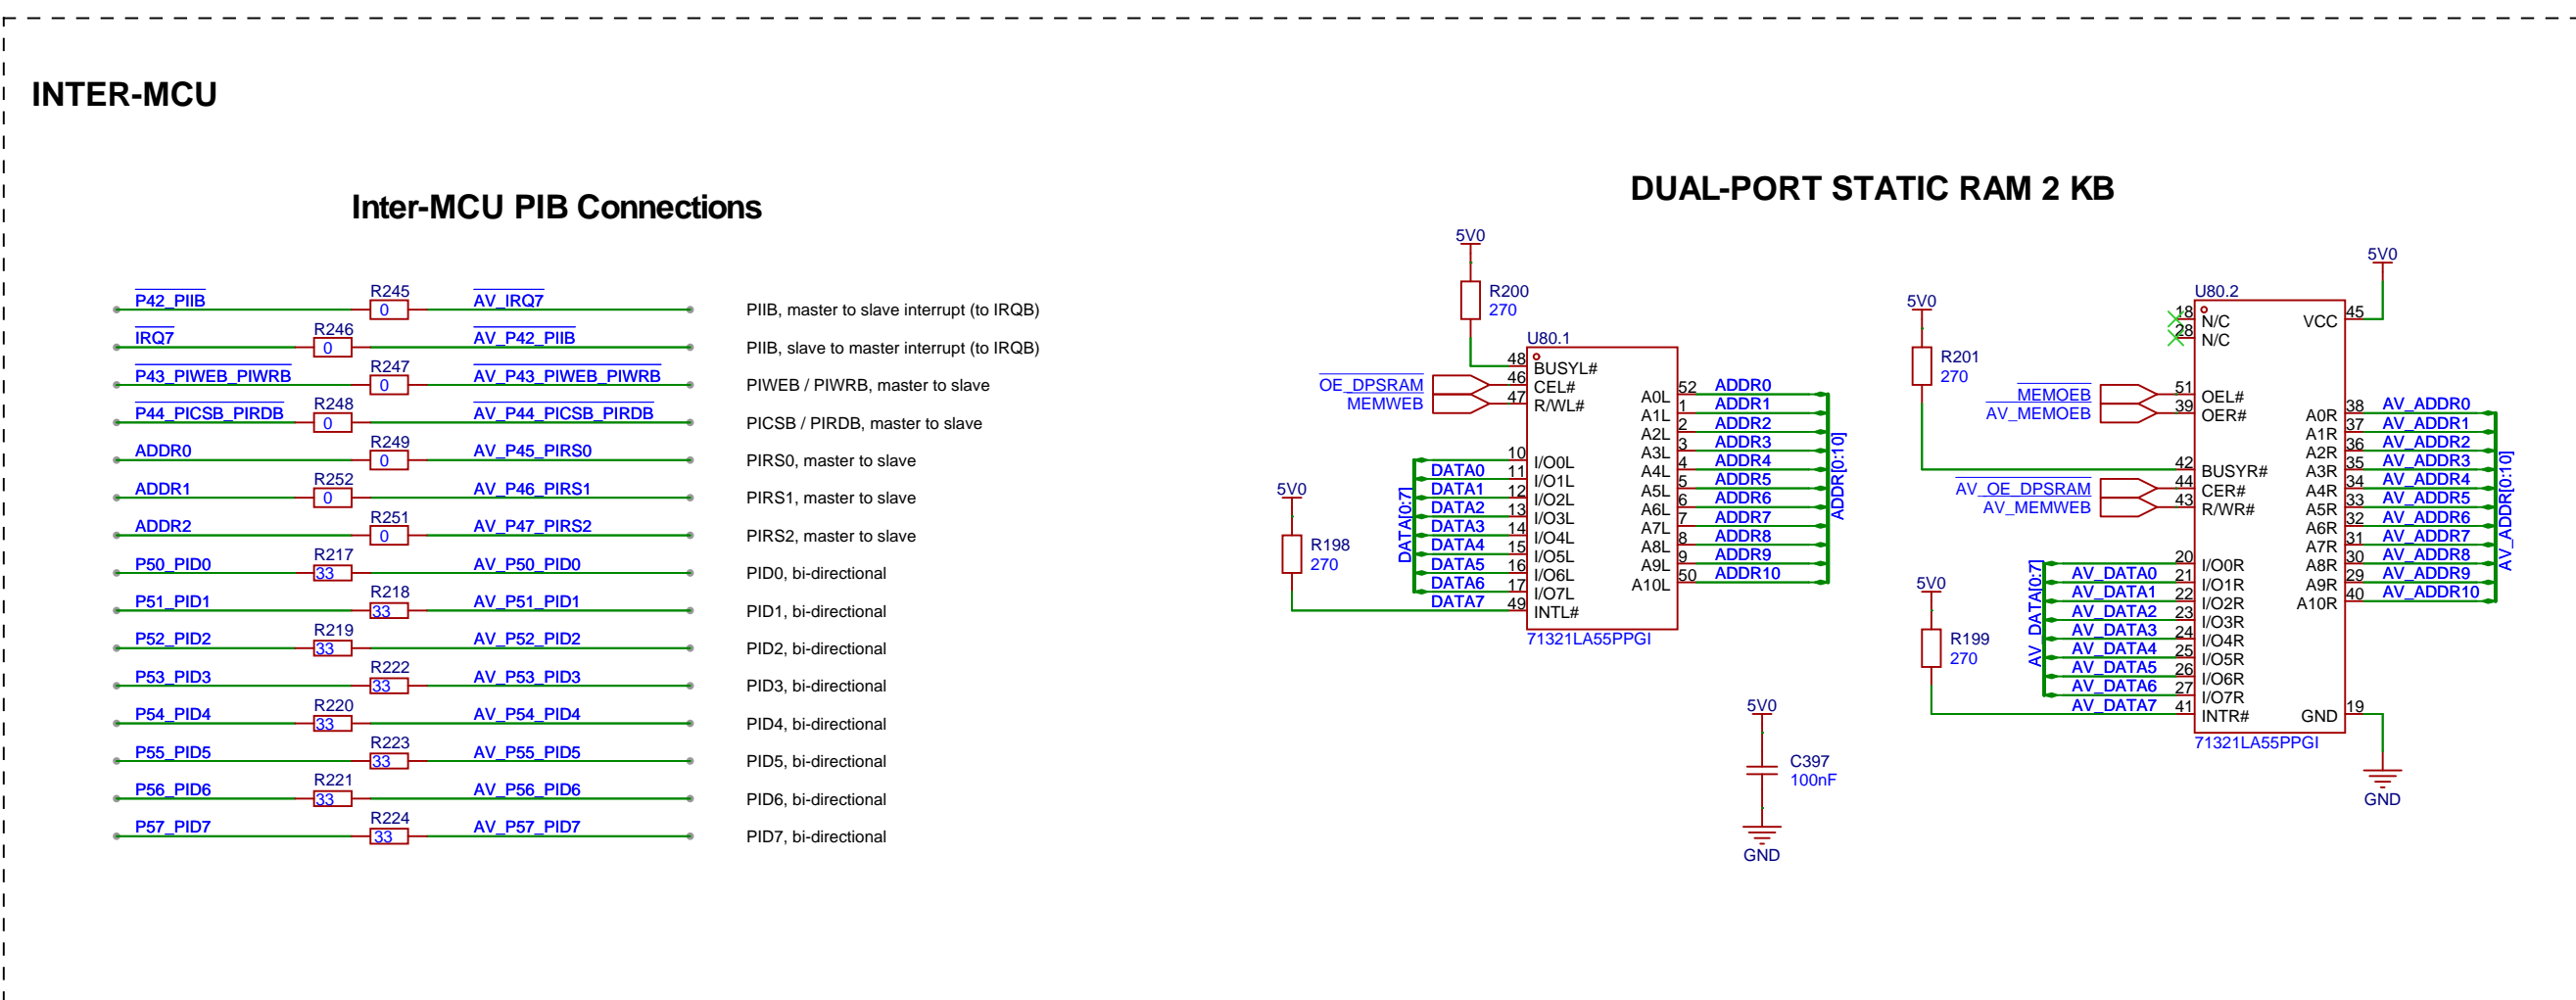 INTER-MCU
Inter-MCU PIB Connections
P42_PIIB R245 0 AV_IRQ7 PIIB, master to slave interrupt (to IRQB)
IRQ7 R246 0 AV_P42_PIIB PIIB, slave to master interrupt (to IRQB)
P43_PIWEB_PIWRB R247 0 AV_P43_PIWEB_PIWRB PIWEB / PIWRB, master to slave
P44_PICSB_PIRDB R248 0 AV_P44_PICSB_PIRDB PICSB / PIRDB, master to slave
ADDR0 R249 0 AV_P45_PIRS0 PIRS0, master to slave
ADDR1 R252 0 AV_P46_PIRS1 PIRS1, master to slave
ADDR2 R251 0 AV_P47_PIRS2 PIRS2, master to slave
P50_PID0 R217 33 AV_P50_PID0 PID0, bi-directional
P51_PID1 R218 33 AV_P51_PID1 PID1, bi-directional
P52_PID2 R219 33 AV_P52_PID2 PID2, bi-directional
P53_PID3 R222 33 AV_P53_PID3 PID3, bi-directional
P54_PID4 R220 33 AV_P54_PID4 PID4, bi-directional
P55_PID5 R223 33 AV_P55_PID5 PID5, bi-directional
P56_PID6 R221 33 AV_P56_PID6 PID6, bi-directional
P57_PID7 R224 33 AV_P57_PID7 PID7, bi-directional
DUAL-PORT STATIC RAM 2 KB
5V0
R200
270
U80.1
48 BUSYL#
OE_DPSRAM 46 CEL#
MEMWEB 47 R/WL#
DATA[0:7]
10 I/O0L
DATA0 11 I/O1L
DATA1 12 I/O2L
DATA2 13 I/O3L
DATA3 14 I/O4L
DATA4 15 I/O5L
DATA5 16 I/O6L
DATA6 17 I/O7L
DATA7 49 INTL#
5V0
R198
270
A0L 52 ADDR0
A1L 1 ADDR1
A2L 2 ADDR2
A3L 3 ADDR3
A4L 4 ADDR4
A5L 5 ADDR5
A6L 6 ADDR6
A7L 7 ADDR7
A8L 8 ADDR8
A9L 9 ADDR9
A10L 50 ADDR10
ADDR[0:10]
71321LA55PPGI
5V0
C397
100nF
GND
5V0
R201
270
U80.2
18 N/C
28 N/C
MEMOEB 51 OEL#
AV_MEMOEB 39 OER#
42 BUSYR#
AV_OE_DPSRAM 44 CER#
AV_MEMWEB 43 R/WR#
AV_DATA[0:7]
20 I/O0R
AV_DATA0 21 I/O1R
AV_DATA1 22 I/O2R
AV_DATA2 23 I/O3R
AV_DATA3 24 I/O4R
AV_DATA4 25 I/O5R
AV_DATA5 26 I/O6R
AV_DATA6 27 I/O7R
AV_DATA7 41 INTR#
5V0
R199
270
5V0
VCC 45
A0R 38 AV_ADDR0
A1R 37 AV_ADDR1
A2R 36 AV_ADDR2
A3R 35 AV_ADDR3
A4R 34 AV_ADDR4
A5R 33 AV_ADDR5
A6R 32 AV_ADDR6
A7R 31 AV_ADDR7
A8R 30 AV_ADDR8
A9R 29 AV_ADDR9
A10R 40 AV_ADDR10
AV_ADDR[0:10]
GND 19
GND
71321LA55PPGI